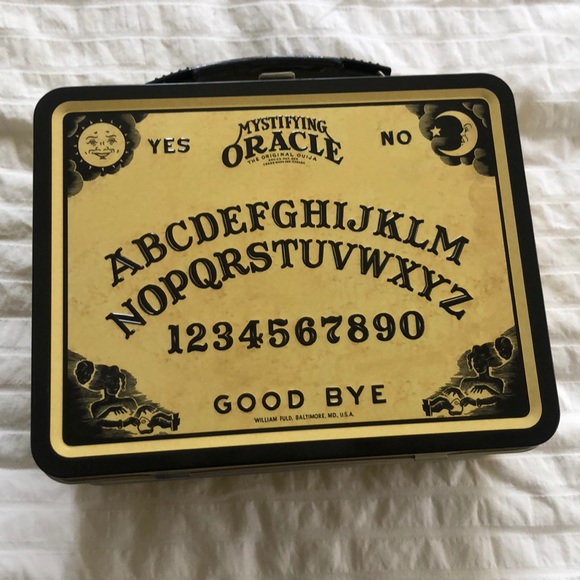 YES
MYSTIFYING
ORACLE
THE ORIGINAL OUIJA
NO
ABCDEFGHIJKLM
NOPQRSTUVWXYZ
1234567890
GOOD BYE
WILLIAM FULD, BALTIMORE, MD, U.S.A.